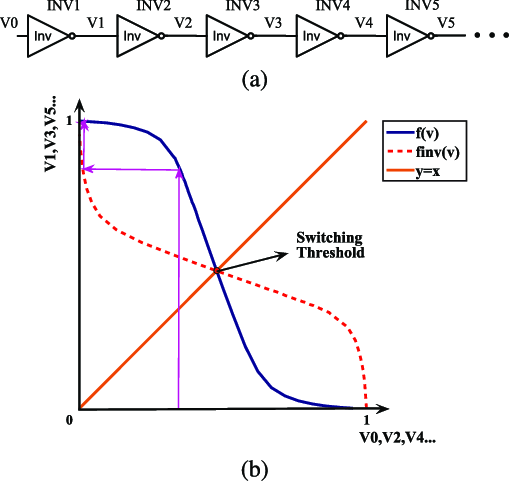 INV1 INV2 INV3 INV4 INV5
V0 Inv V1 Inv V2 Inv V3 Inv V4 Inv V5
(a)
V1,V3,V5...
1
f(v)
finv(v)
y=x
Switching
Threshold
0
1
V0,V2,V4...
(b)